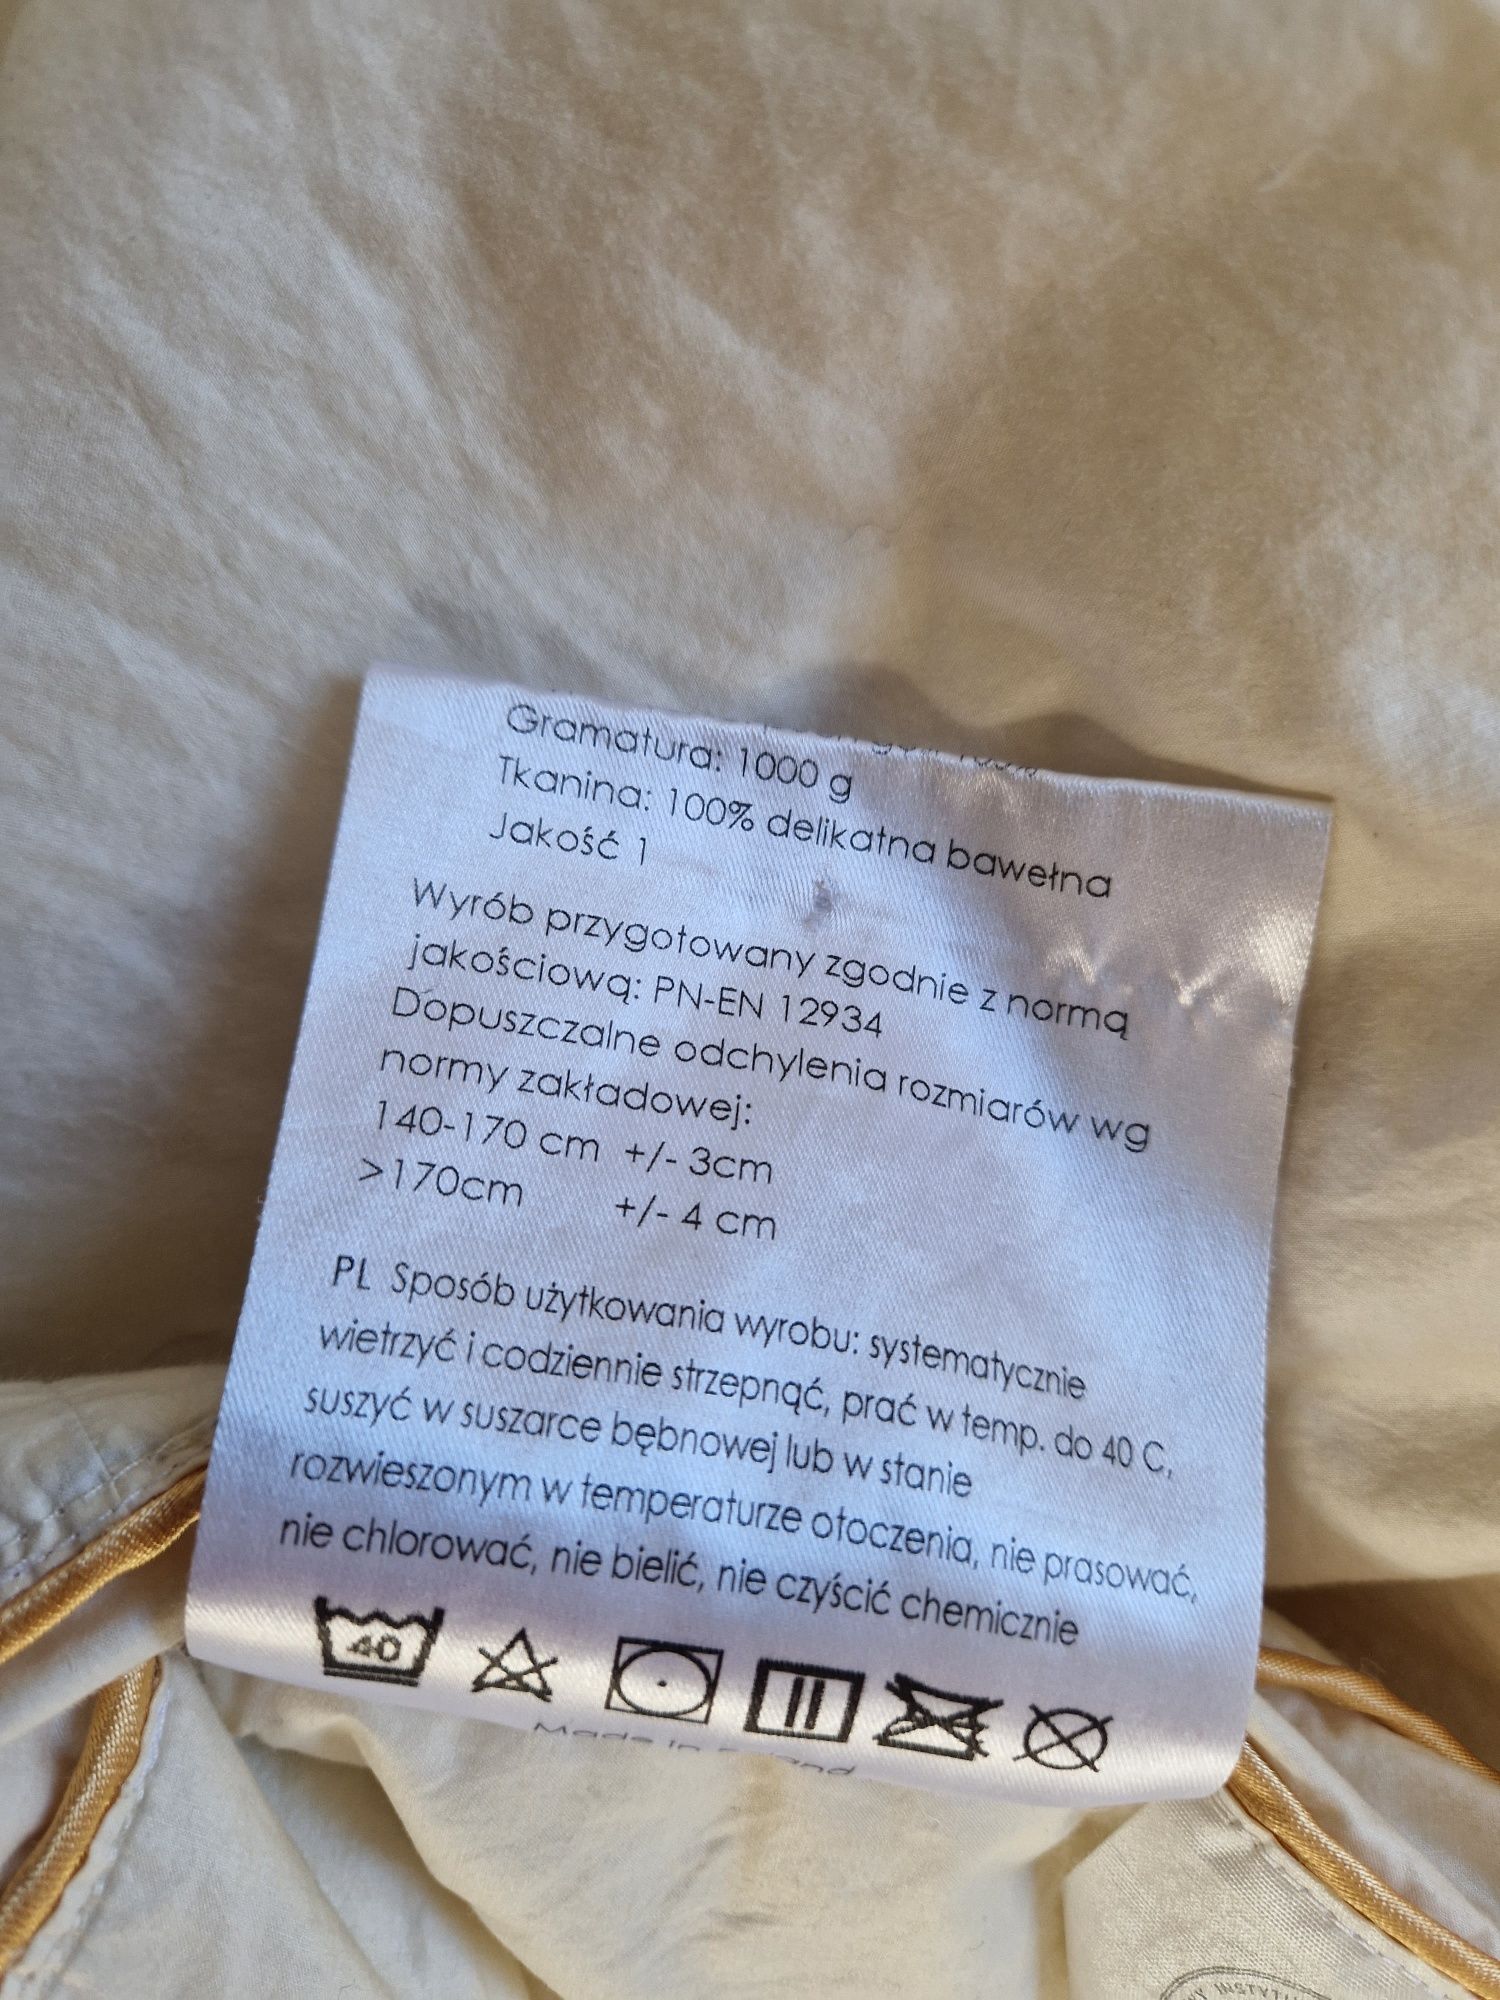 100%
Gramatura: 1000 g
Tkanina: 100% delikatna bawełna
Jakość 1
Wyrób przygotowany zgodnie z normą
jakościową: PN-EN 12934
Dopuszczalne odchylenia rozmiarów wg
normy zakładowej:
140-170 cm +/- 3cm
>170cm +/- 4 cm
PL Sposób użytkowania wyrobu: systematycznie
wietrzyć i codziennie strzepnąć, prać w temp. do 40 C,
suszyć w suszarce bębnowej lub w stanie
rozwieszonym w temperaturze otoczenia, nie prasować,
nie chlorować, nie bielić, nie czyścić chemicznie
40
Made in